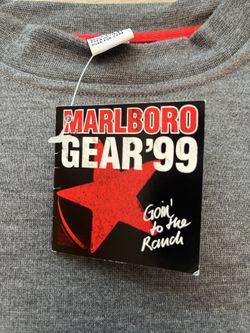 MARLBORO
GEAR'99
Goin'
to the
Ranch